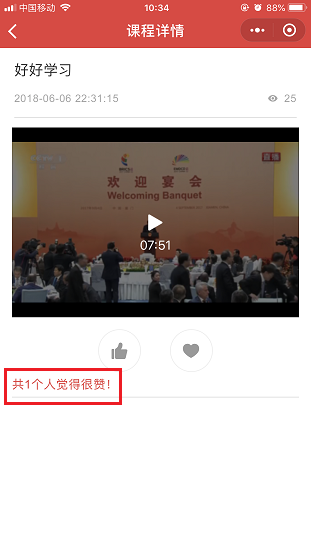 中国移动
10:34
88%
课程详情
好好学习
2018-06-06 22:31:15
25
欢迎宴会
Welcoming Banquet
07:51
共1个人觉得很赞！